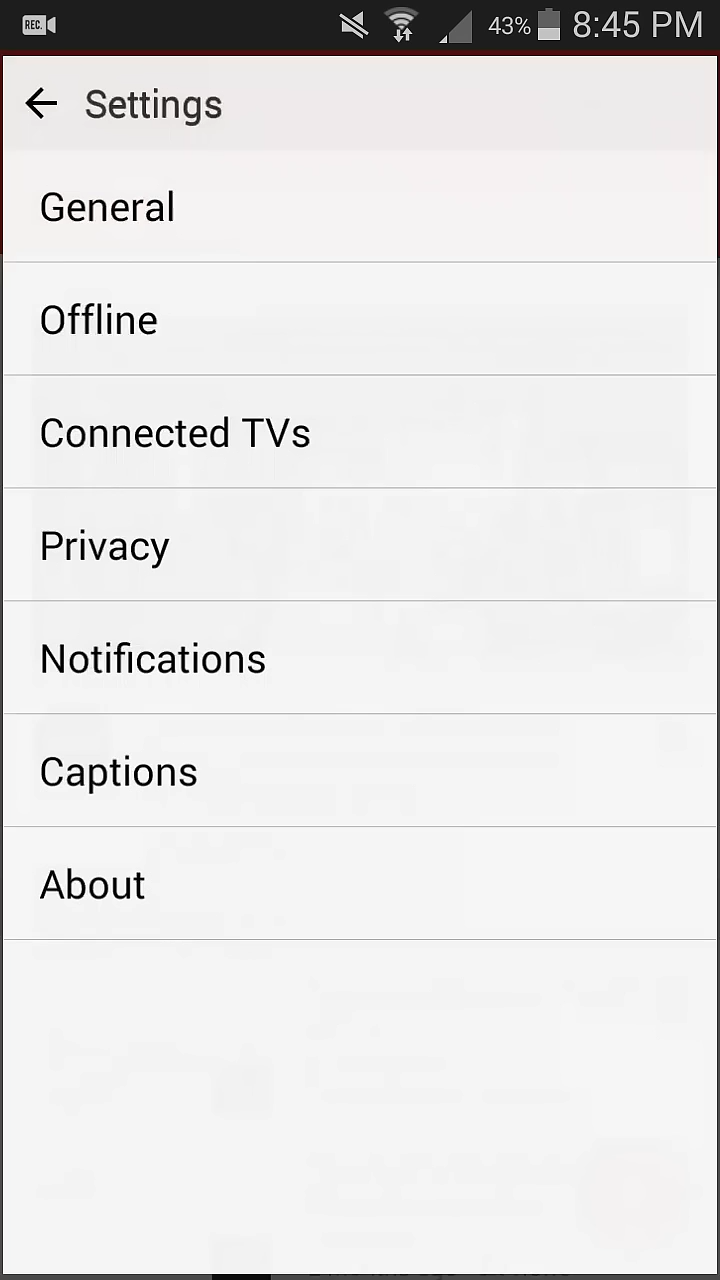 REC.
43% 8:45 PM
Settings
General
Offline
Connected TVs
Privacy
Notifications
Captions
About